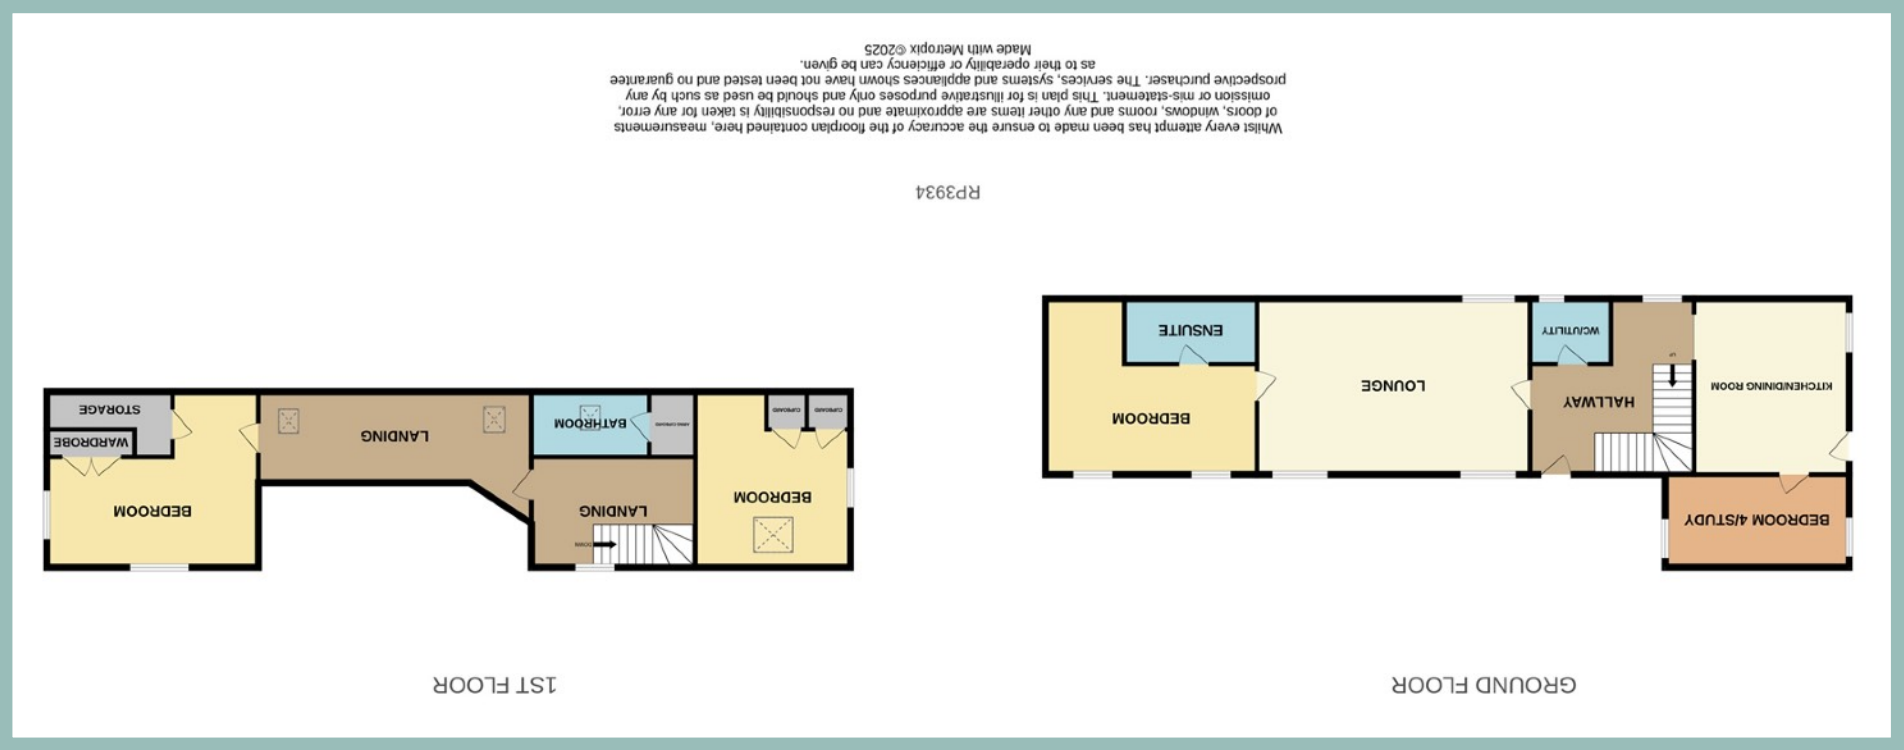 GROUND FLOOR
1ST FLOOR
BEDROOM 4/STUDY
KITCHEN/DINING ROOM
HALLWAY
WC/UTILITY
LOUNGE
BEDROOM
ENSUITE
BEDROOM
CUPBOARD
CUPBOARD
LANDING
DOWN
BATHROOM
AIRING CUPBOARD
LANDING
BEDROOM
WARDROBE
STORAGE
RP3934
Whilst every attempt has been made to ensure the accuracy of the floorplan contained here, measurements
of doors, windows, rooms and any other items are approximate and no responsibility is taken for any error,
omission or mis-statement. This plan is for illustrative purposes only and should be used as such by any
prospective purchaser. The services, systems and appliances shown have not been tested and no guarantee
as to their operability or efficiency can be given.
Made with Metropix ©2025